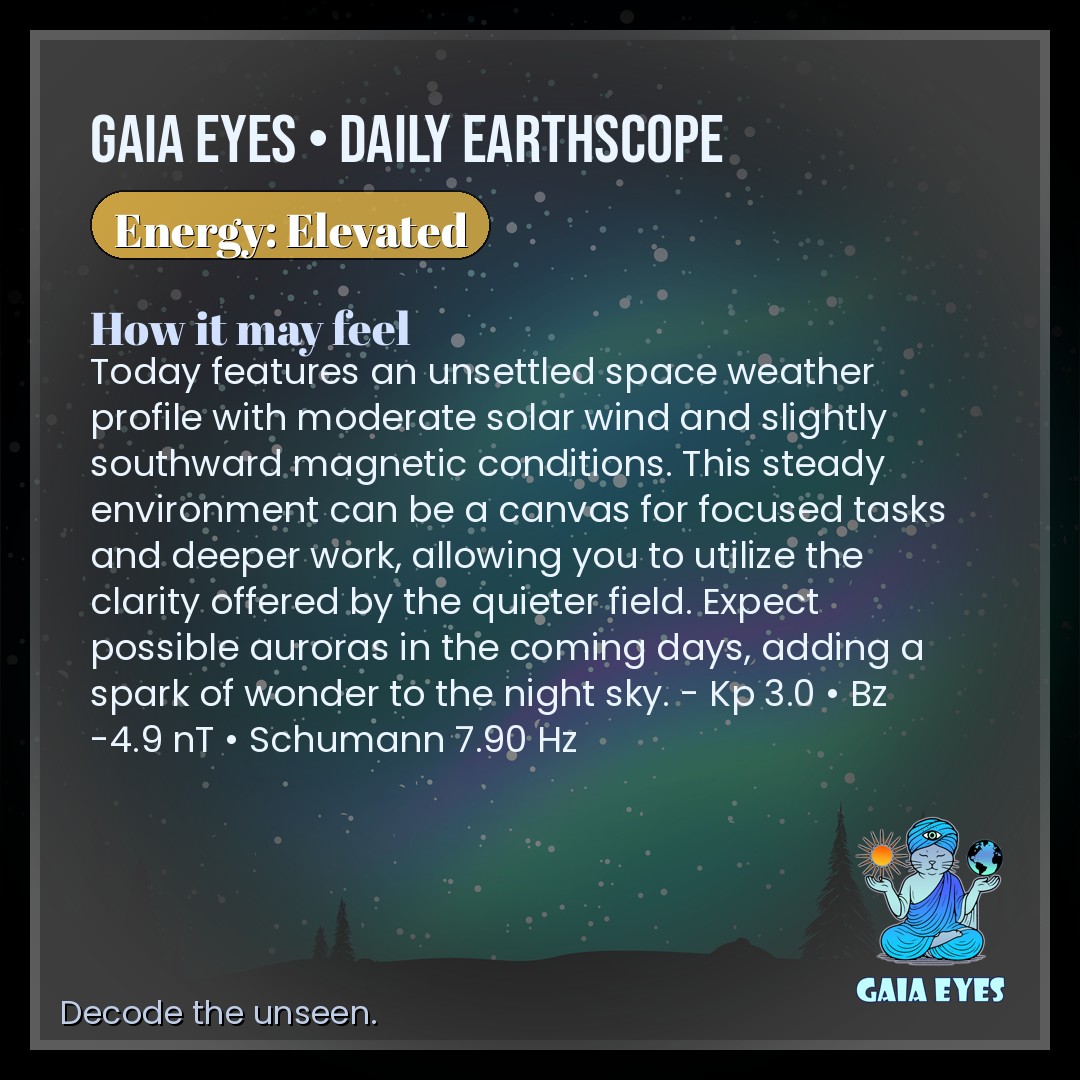 GAIA EYES • DAILY EARTHSCOPE
Energy: Elevated
How it may feel
Today features an unsettled space weather
profile with moderate solar wind and slightly
southward magnetic conditions. This steady
environment can be a canvas for focused tasks
and deeper work, allowing you to utilize the
clarity offered by the quieter field. Expect
possible auroras in the coming days, adding a
spark of wonder to the night sky. - Kp 3.0 • Bz
-4.9 nT • Schumann 7.90 Hz
GAIA EYES
Decode the unseen.